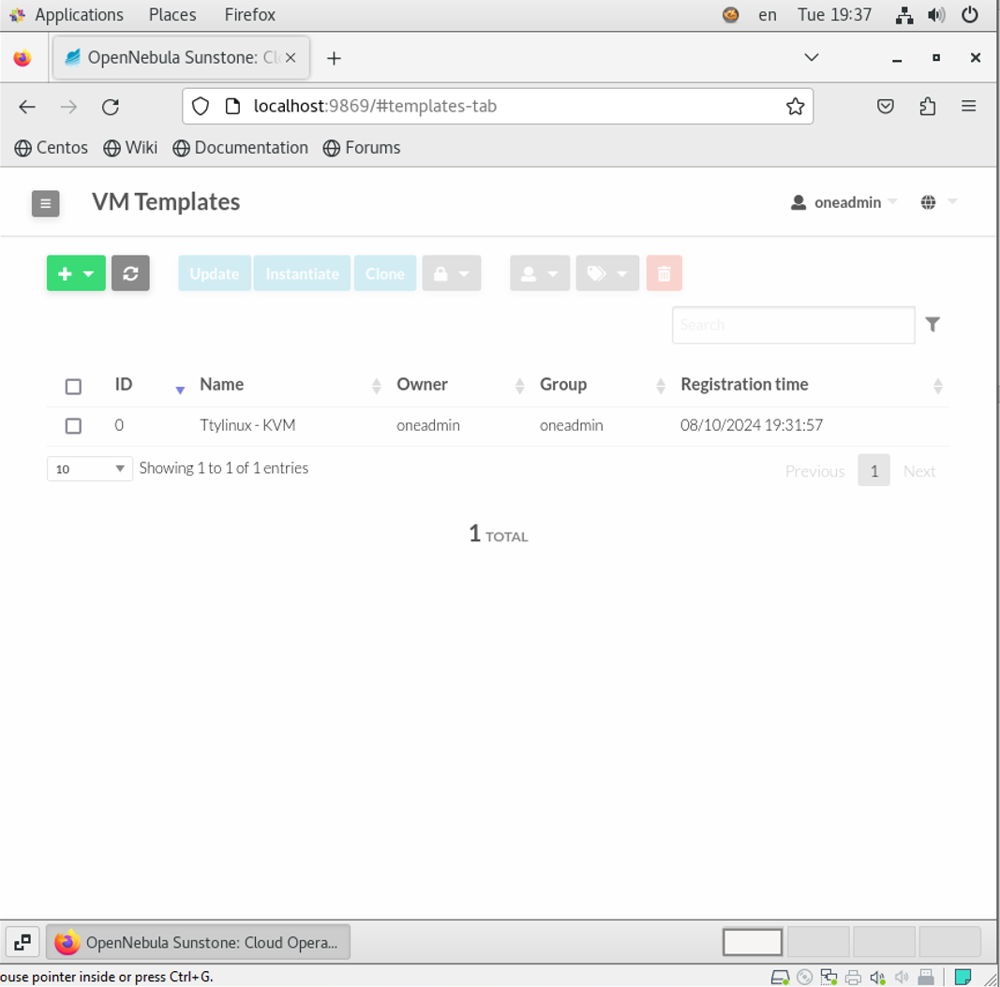 Applications Places Firefox en Tue 19:37
OpenNebula Sunstone: Cl
localhost:9869/#templates-tab
Centos Wiki Documentation Forums
VM Templates oneadmin
Update Instantiate Clone
Search
ID Name Owner Group Registration time
0 Ttylinux - KVM oneadmin oneadmin 08/10/2024 19:31:57
10 Showing 1 to 1 of 1 entries Previous 1 Next
1 TOTAL
OpenNebula Sunstone: Cloud Opera...
ouse pointer inside or press Ctrl+G.